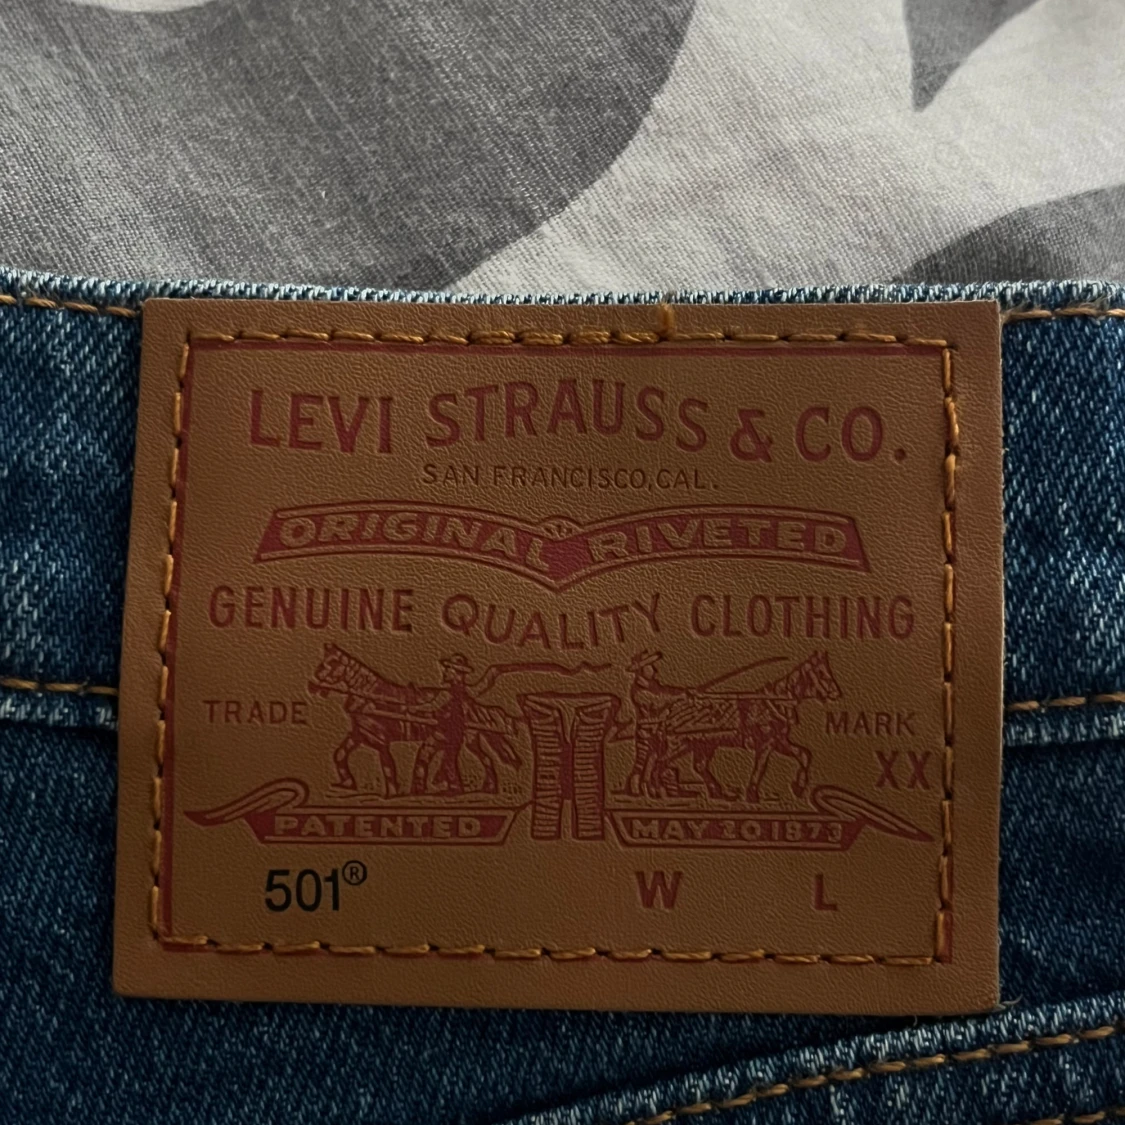 LEVI STRAUSS & CO.
SAN FRANCISCO, CAL.
ORIGINAL RIVETED
GENUINE QUALITY CLOTHING
TRADE MARK
XX
PATENTED MAY 20 1873
501® W L